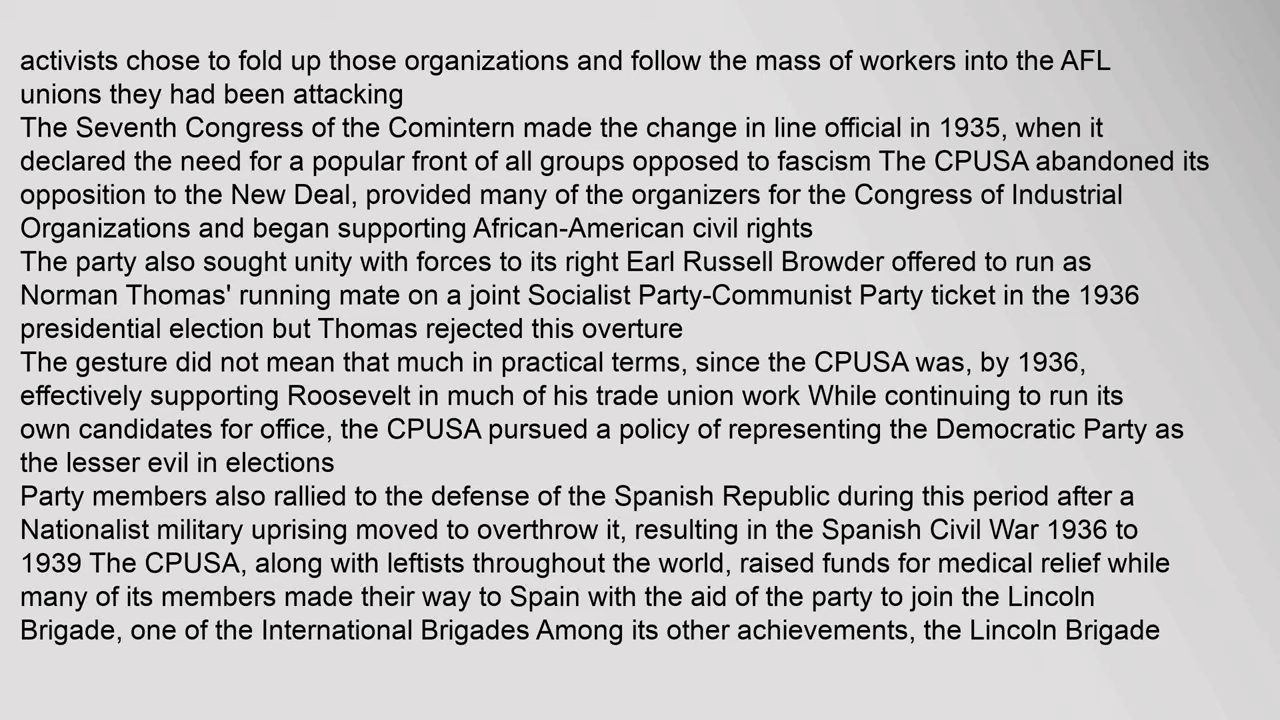 activists chose to fold up those organizations and follow the mass of workers into the AFL
unions they had been attacking
The Seventh Congress of the Comintern made the change in line official in 1935, when it
declared the need for a popular front of all groups opposed to fascism The CPUSA abandoned its
opposition to the New Deal, provided many of the organizers for the Congress of Industrial
Organizations and began supporting African-American civil rights
The party also sought unity with forces to its right Earl Russell Browder offered to run as
Norman Thomas' running mate on a joint Socialist Party-Communist Party ticket in the 1936
presidential election but Thomas rejected this overture
The gesture did not mean that much in practical terms, since the CPUSA was, by 1936,
effectively supporting Roosevelt in much of his trade union work While continuing to run its
own candidates for office, the CPUSA pursued a policy of representing the Democratic Party as
the lesser evil in elections
Party members also rallied to the defense of the Spanish Republic during this period after a
Nationalist military uprising moved to overthrow it, resulting in the Spanish Civil War 1936 to
1939 The CPUSA, along with leftists throughout the world, raised funds for medical relief while
many of its members made their way to Spain with the aid of the party to join the Lincoln
Brigade, one of the International Brigades Among its other achievements, the Lincoln Brigade